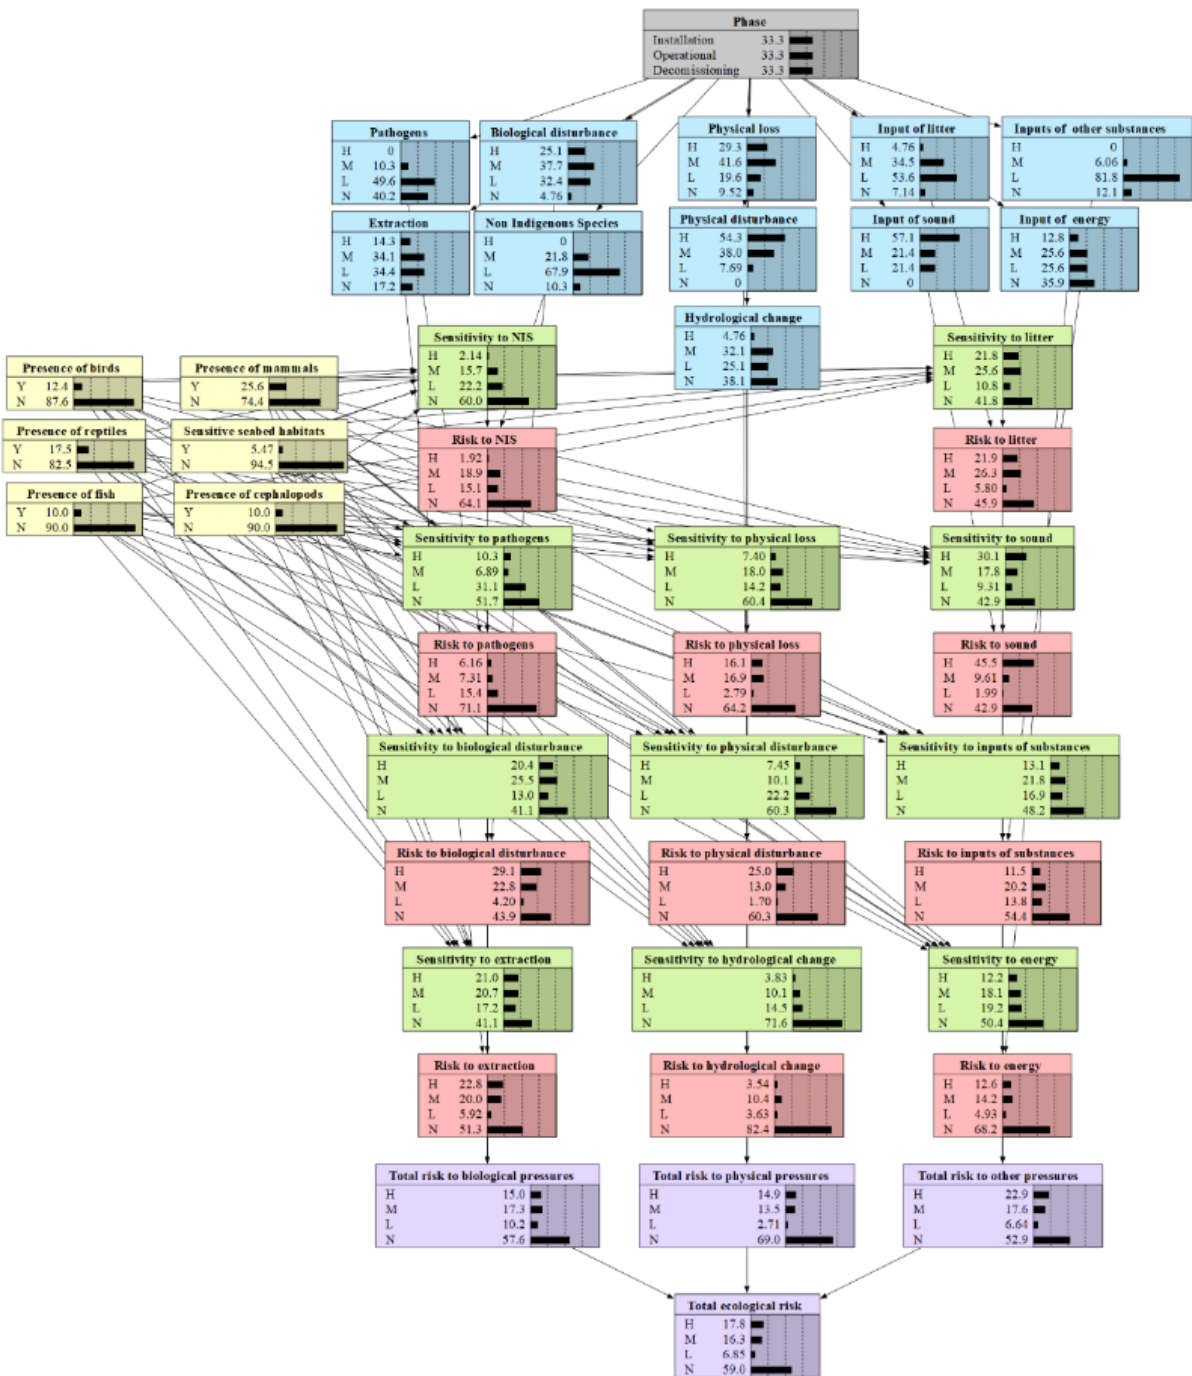 Phase
Installation 33.3
Operational 33.3
Decomissioning 33.3
Pathogens
H 0
M 10.3
L 49.6
N 40.2
Biological disturbance
H 25.1
M 37.7
L 32.4
N 4.76
Physical loss
H 29.3
M 41.6
L 19.6
N 9.52
Input of litter
H 4.76
M 34.5
L 53.6
N 7.14
Inputs of other substances
H 0
M 6.06
L 81.8
N 12.1
Extraction
H 14.3
M 34.1
L 34.4
N 17.2
Non Indigenous Species
H 0
M 21.8
L 67.9
N 10.3
Physical disturbance
H 54.3
M 38.0
L 7.69
N 0
Input of sound
H 57.1
M 21.4
L 21.4
N 0
Input of energy
H 12.8
M 25.6
L 25.6
N 35.9
Hydrological change
H 4.76
M 32.1
L 25.1
N 38.1
Sensitivity to NIS
H 2.14
M 15.7
L 22.2
N 60.0
Sensitivity to litter
H 21.8
M 25.6
L 10.8
N 41.8
Presence of birds
Y 12.4
N 87.6
Presence of mammals
Y 25.6
N 74.4
Presence of reptiles
Y 17.5
N 82.5
Sensitive seabed habitats
Y 5.47
N 94.5
Presence of fish
Y 10.0
N 90.0
Presence of cephalopods
Y 10.0
N 90.0
Risk to NIS
H 1.92
M 18.9
L 15.1
N 64.1
Risk to litter
H 21.9
M 26.3
L 5.80
N 45.9
Sensitivity to pathogens
H 10.3
M 6.89
L 31.1
N 51.7
Sensitivity to physical loss
H 7.40
M 18.0
L 14.2
N 60.4
Sensitivity to sound
H 30.1
M 17.8
L 9.31
N 42.9
Risk to pathogens
H 6.16
M 7.31
L 15.4
N 71.1
Risk to physical loss
H 16.1
M 16.9
L 2.79
N 64.2
Risk to sound
H 45.5
M 9.61
L 1.99
N 42.9
Sensitivity to biological disturbance
H 20.4
M 25.5
L 13.0
N 41.1
Sensitivity to physical disturbance
H 7.45
M 10.1
L 22.2
N 60.3
Sensitivity to inputs of substances
H 13.1
M 21.8
L 16.9
N 48.2
Risk to biological disturbance
H 29.1
M 22.8
L 4.20
N 43.9
Risk to physical disturbance
H 25.0
M 13.0
L 1.70
N 60.3
Risk to inputs of substances
H 11.5
M 20.2
L 13.8
N 54.4
Sensitivity to extraction
H 21.0
M 20.7
L 17.2
N 41.1
Sensitivity to hydrological change
H 3.83
M 10.1
L 14.5
N 71.6
Sensitivity to energy
H 12.2
M 18.1
L 19.2
N 50.4
Risk to extraction
H 22.8
M 20.0
L 5.92
N 51.3
Risk to hydrological change
H 3.54
M 10.4
L 3.63
N 82.4
Risk to energy
H 12.6
M 14.2
L 4.93
N 68.2
Total risk to biological pressures
H 15.0
M 17.3
L 10.2
N 57.6
Total risk to physical pressures
H 14.9
M 13.5
L 2.71
N 69.0
Total risk to other pressures
H 22.9
M 17.6
L 6.64
N 52.9
Total ecological risk
H 17.8
M 16.3
L 6.85
N 59.0